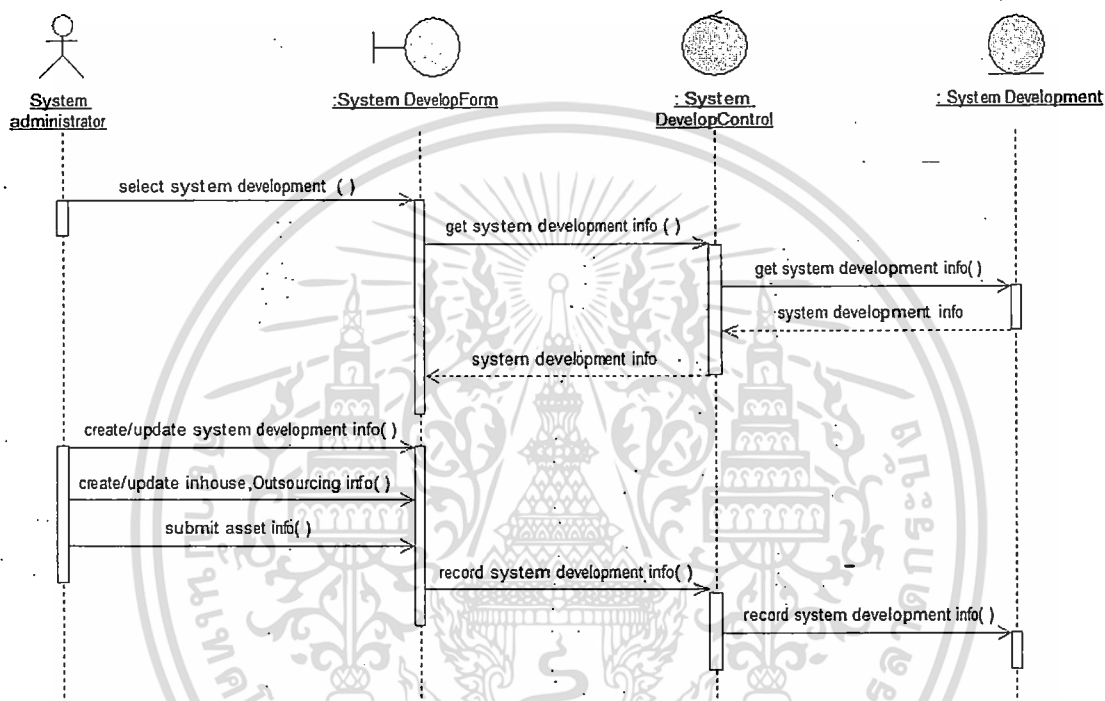 System
administrator
:System DevelopForm
: System
DevelopControl
: System Development
select system development ( )
get system development info ( )
get system development info( )
system development info
system development info
create/update system development info( )
create/update inhouse,Outsourcing info( )
submit asset info( )
record system development info( )
record system development info( )